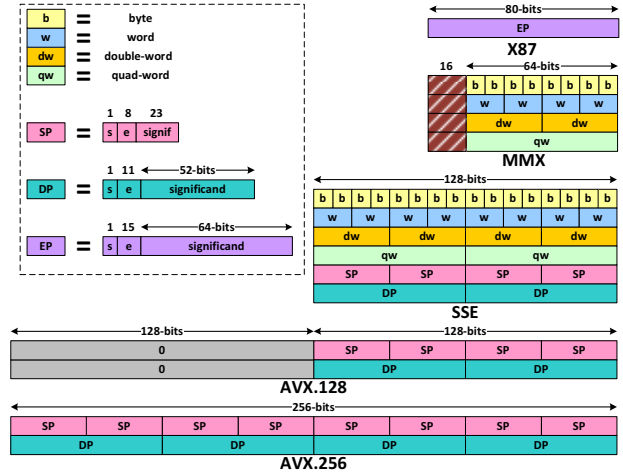 b = byte
w = word
dw = double-word
qw = quad-word
1 8 23
SP = s e signif
1 11 52-bits
DP = s e significand
1 15 64-bits
EP = s e significand
80-bits
EP
X87
16 64-bits
b b b b b b b b
w w w w
dw dw
qw
MMX
128-bits
b b b b b b b b b b b b b b b b
w w w w w w w w
dw dw dw dw
qw qw
SP SP SP SP
DP DP
SSE
128-bits 128-bits
0 SP SP SP SP
0 DP DP
AVX.128
256-bits
SP SP SP SP SP SP SP SP
DP DP DP DP
AVX.256